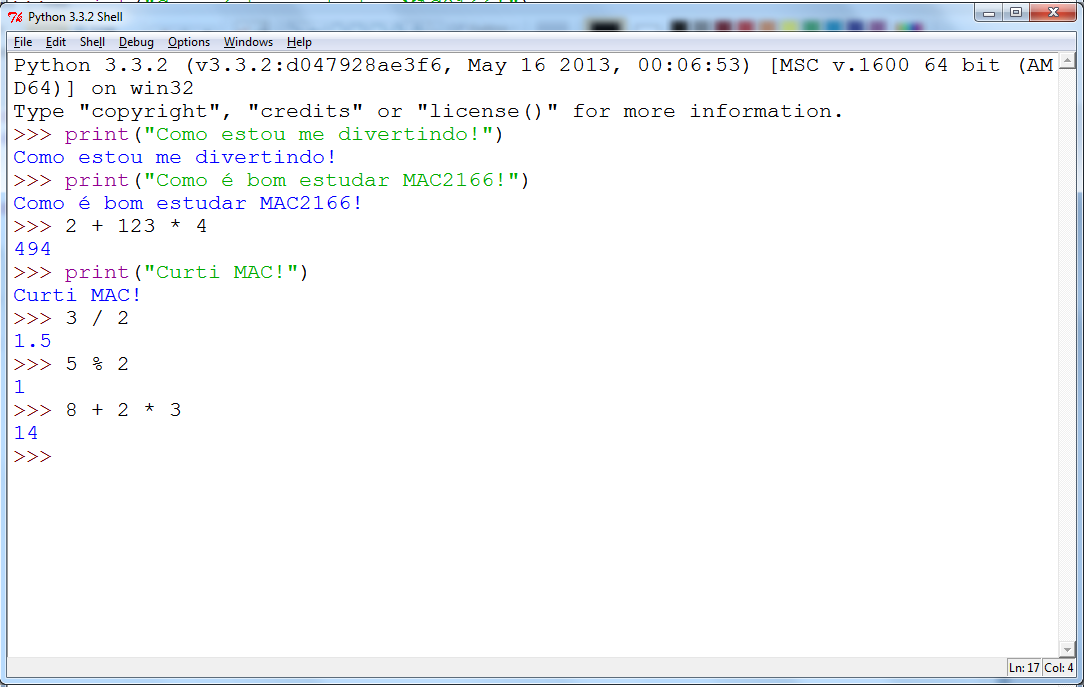 Python 3.3.2 Shell
File Edit Shell Debug Options Windows Help
Python 3.3.2 (v3.3.2:d047928ae3f6, May 16 2013, 00:06:53) [MSC v.1600 64 bit (AM
D64)] on win32
Type "copyright", "credits" or "license()" for more information.
>>> print("Como estou me divertindo!")
Como estou me divertindo!
>>> print("Como é bom estudar MAC2166!")
Como é bom estudar MAC2166!
>>> 2 + 123 * 4
494
>>> print("Curti MAC!")
Curti MAC!
>>> 3 / 2
1.5
>>> 5 % 2
1
>>> 8 + 2 * 3
14
>>>
Ln: 17 Col: 4